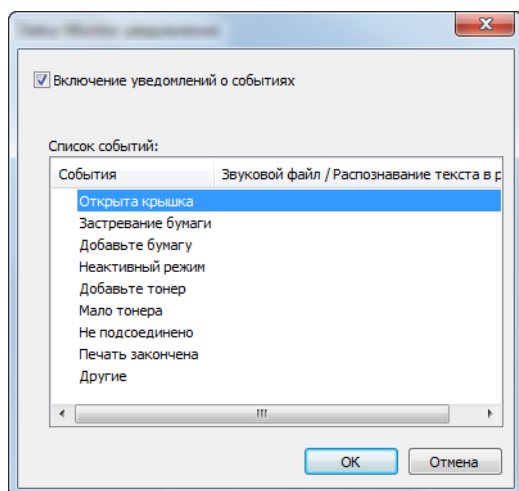 Включение уведомлений о событиях
Список событий:
События Звуковой файл / Распознавание текста в р
Открыта крышка
Застревание бумаги
Добавьте бумагу
Неактивный режим
Добавьте тонер
Мало тонера
Не подсоединено
Печать закончена
Другие
OK Отмена